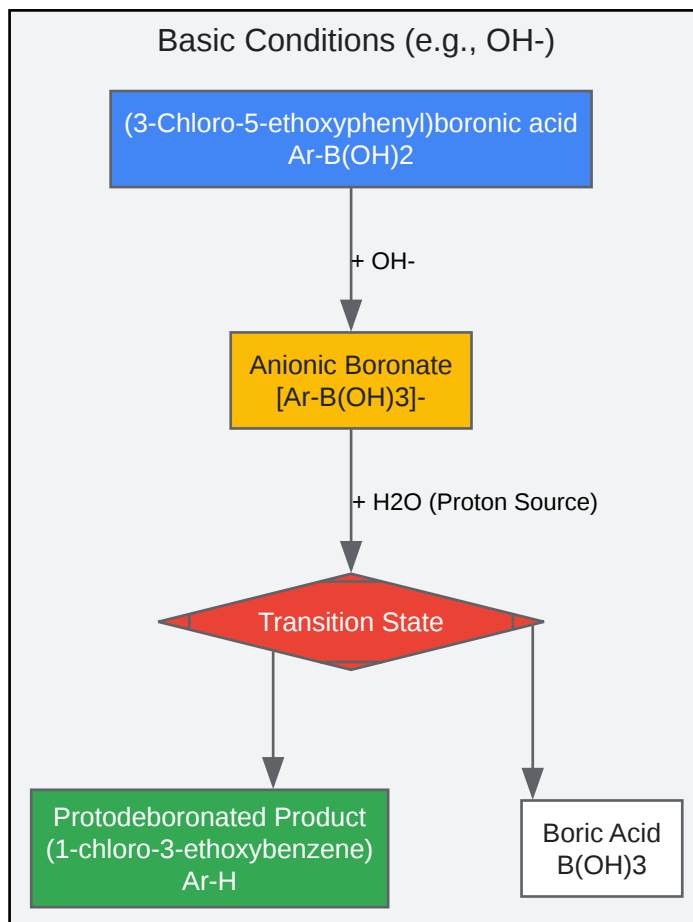 Basic Conditions (e.g., OH-)
(3-Chloro-5-ethoxyphenyl)boronic acid
Ar-B(OH)2
+ OH-
Anionic Boronate
[Ar-B(OH)3]-
+ H2O (Proton Source)
Transition State
Protodeboronated Product
(1-chloro-3-ethoxybenzene)
Ar-H
Boric Acid
B(OH)3